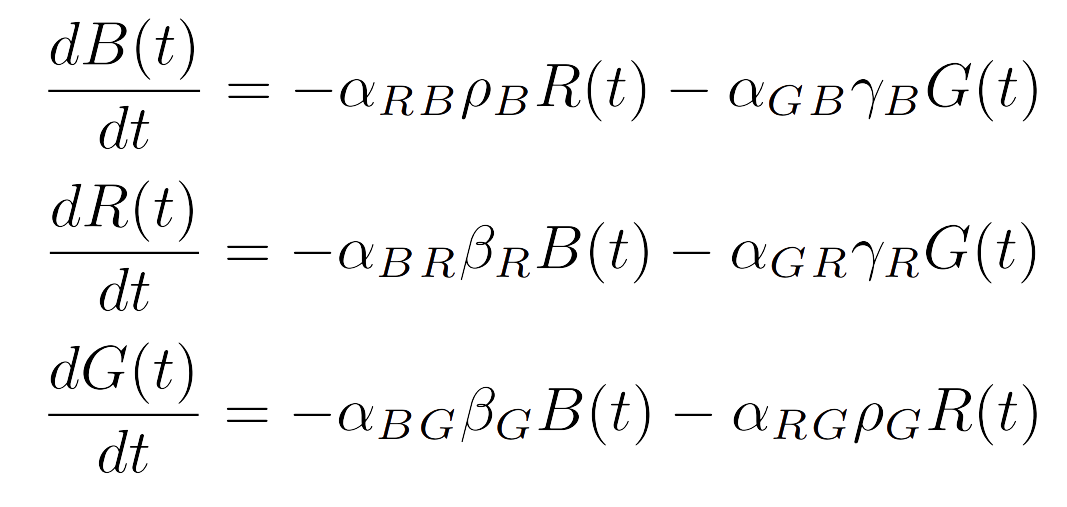 dB(t)/dt = −α_{RB}ρ_B R(t) − α_{GB}γ_B G(t)
dR(t)/dt = −α_{BR}β_R B(t) − α_{GR}γ_R G(t)
dG(t)/dt = −α_{BG}β_G B(t) − α_{RG}ρ_G R(t)